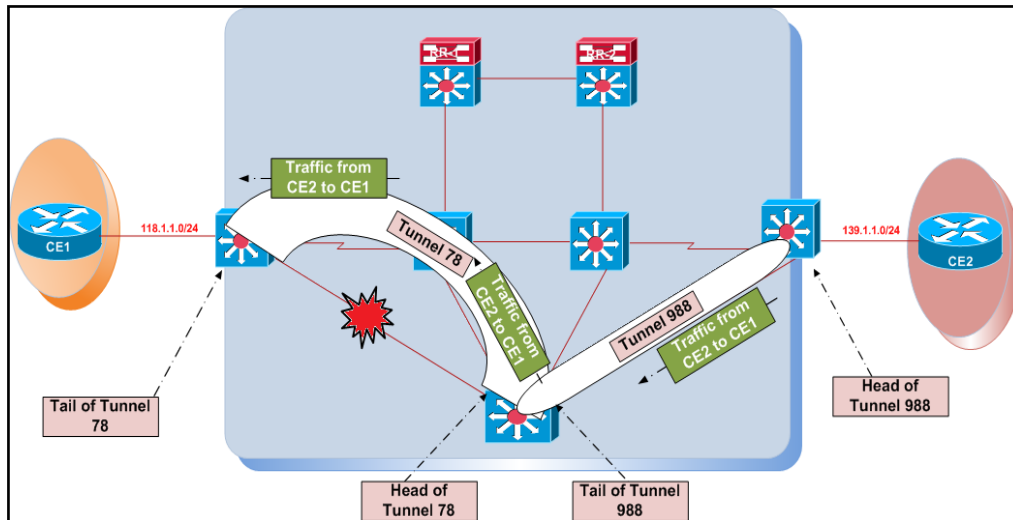 RR-1
RR-2
Traffic from
CE2 to CE1
CE1
118.1.1.0/24
Tunnel 78
Traffic from
CE2 to CE1
Tunnel 988
Traffic from
CE2 to CE1
139.1.1.0/24
CE2
Tail of Tunnel
78
Head of
Tunnel 988
Head of
Tunnel 78
Tail of Tunnel
988